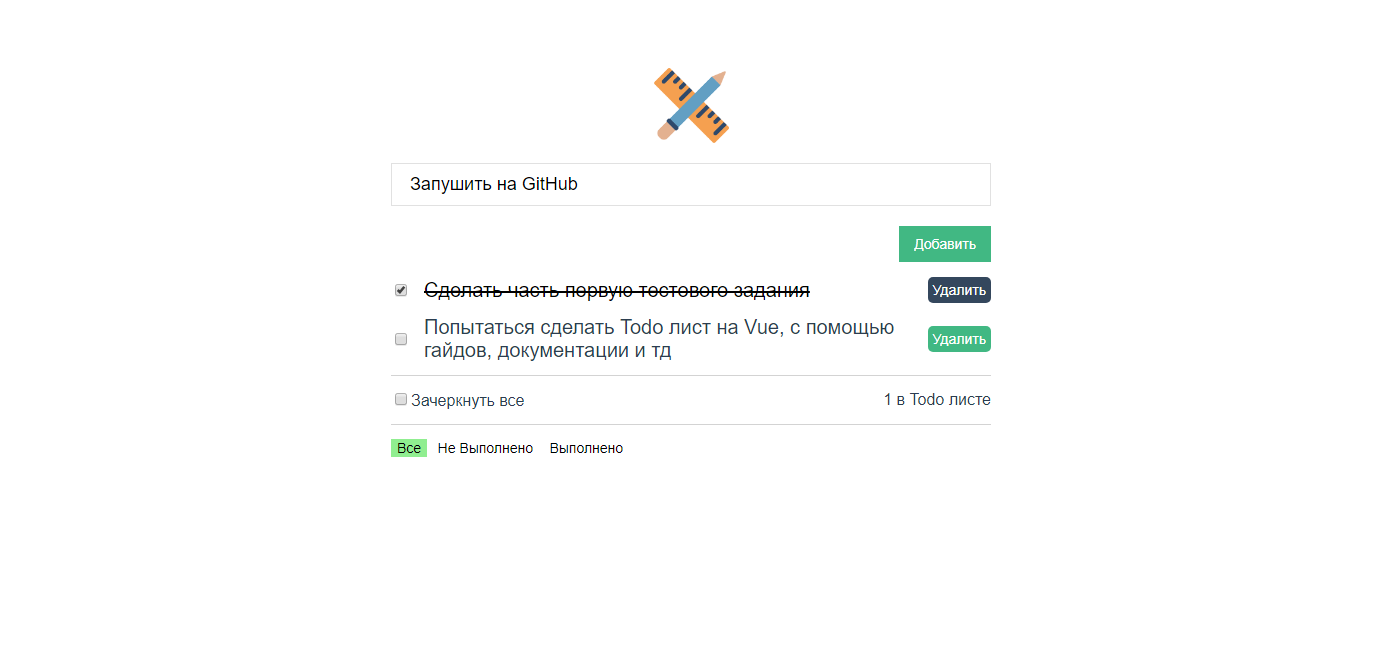 Запушить на GitHub
Добавить
Сделать часть первую тестового задания
Удалить
Попытаться сделать Todo лист на Vue, с помощью
гайдов, документации и тд
Удалить
Зачеркнуть все
1 в Todo листе
Все Не Выполнено Выполнено